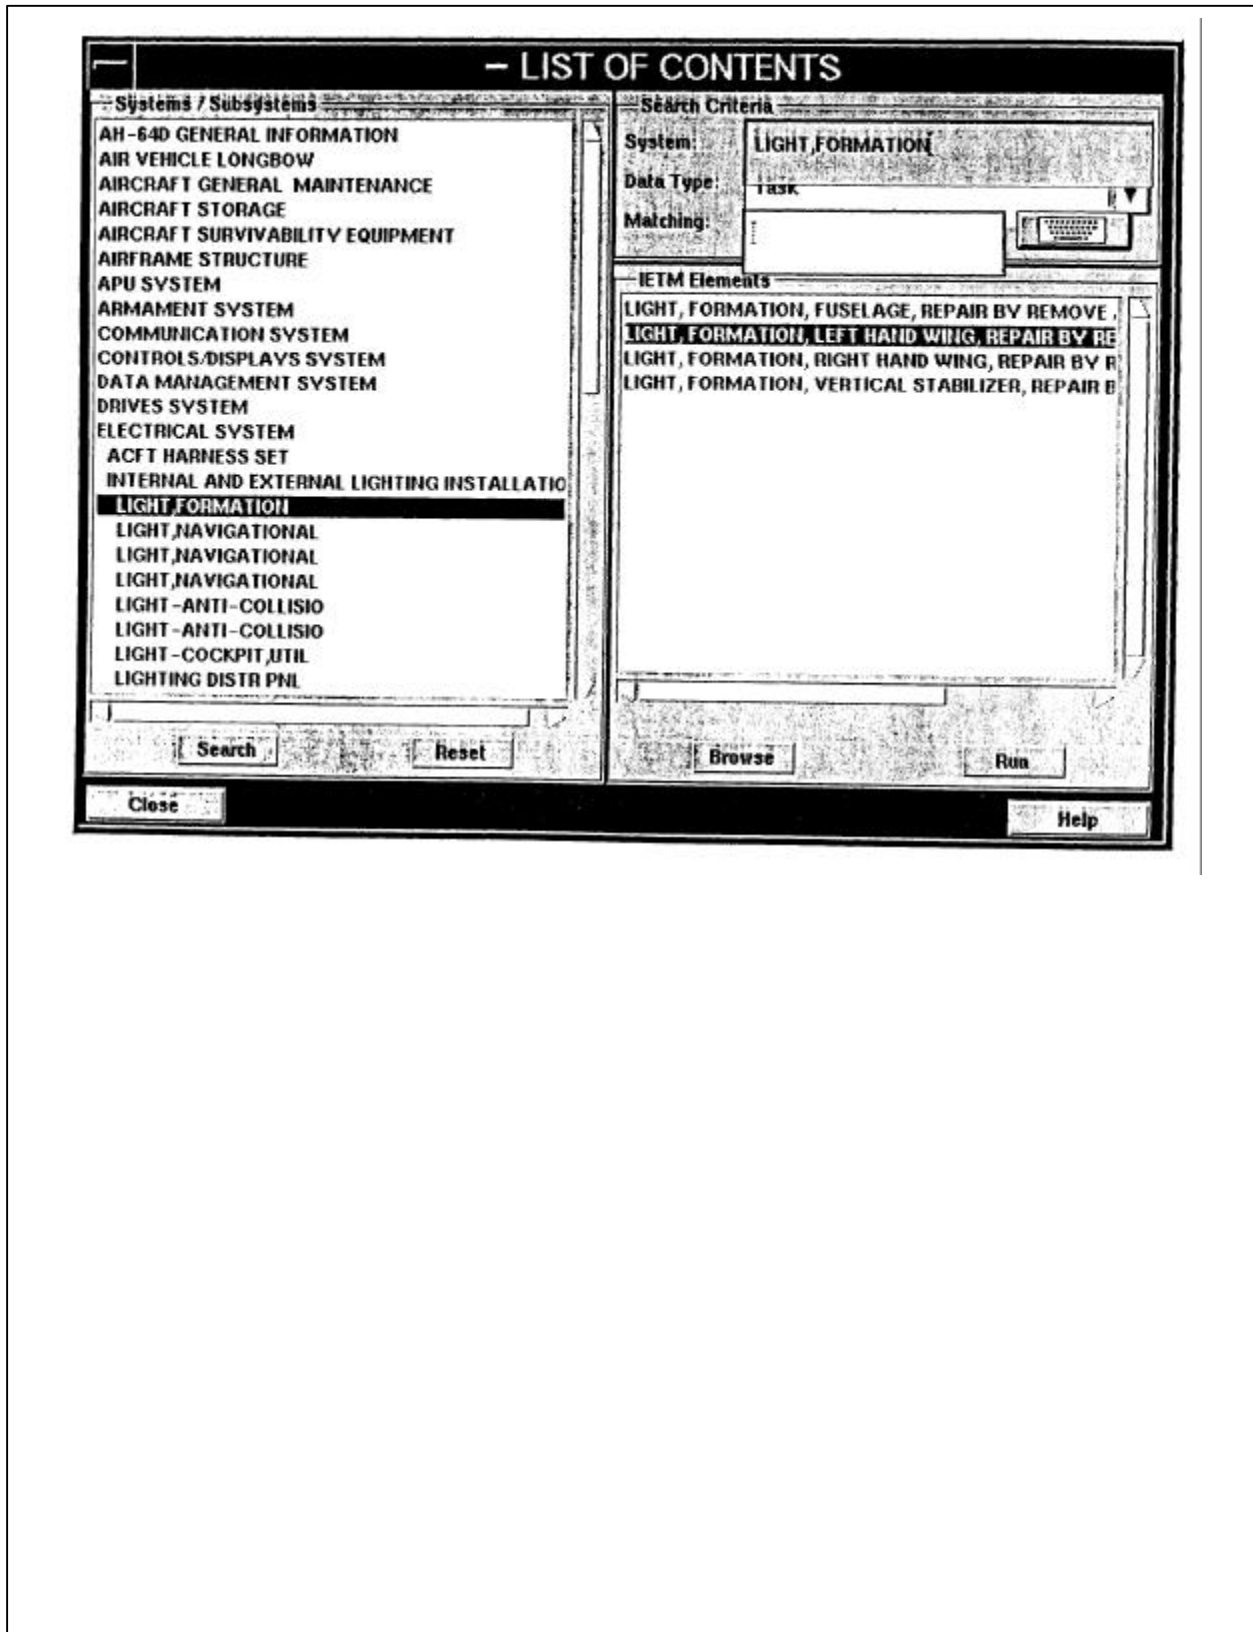 – LIST OF CONTENTS
Systems / Subsystems
AH-64D GENERAL INFORMATION
AIR VEHICLE LONGBOW
AIRCRAFT GENERAL MAINTENANCE
AIRCRAFT STORAGE
AIRCRAFT SURVIVABILITY EQUIPMENT
AIRFRAME STRUCTURE
APU SYSTEM
ARMAMENT SYSTEM
COMMUNICATION SYSTEM
CONTROLS/DISPLAYS SYSTEM
DATA MANAGEMENT SYSTEM
DRIVES SYSTEM
ELECTRICAL SYSTEM
ACFT HARNESS SET
INTERNAL AND EXTERNAL LIGHTING INSTALLATIO
LIGHT,FORMATION
LIGHT,NAVIGATIONAL
LIGHT,NAVIGATIONAL
LIGHT,NAVIGATIONAL
LIGHT-ANTI-COLLISIO
LIGHT-ANTI-COLLISIO
LIGHT-COCKPIT,UTIL
LIGHTING DISTR PNL
Search Reset
Search Criteria
System: LIGHT,FORMATION
Data Type: Task
Matching:
IETM Elements
LIGHT, FORMATION, FUSELAGE, REPAIR BY REMOVE
LIGHT, FORMATION, LEFT HAND WING, REPAIR BY RE
LIGHT, FORMATION, RIGHT HAND WING, REPAIR BY R
LIGHT, FORMATION, VERTICAL STABILIZER, REPAIR B
Browse Run
Close Help